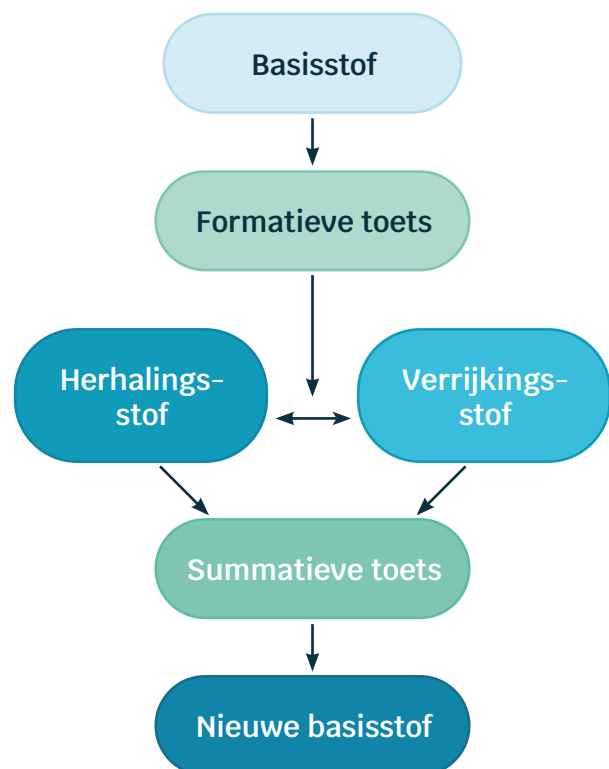 Basisstof
Formatieve toets
Herhalings-
stof
Verrijkings-
stof
Summatieve toets
Nieuwe basisstof